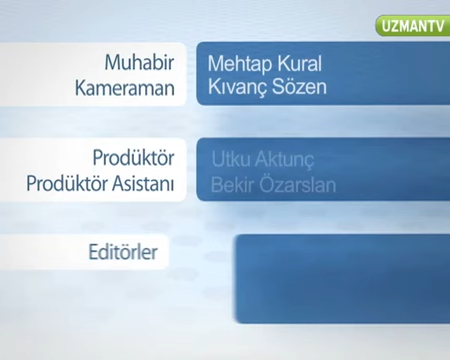 UZMANTV
Muhabir Mehtap Kural
Kameraman Kıvanç Sözen
Prodüktör Utku Aktunç
Prodüktör Asistanı Bekir Özarslan
Editörler